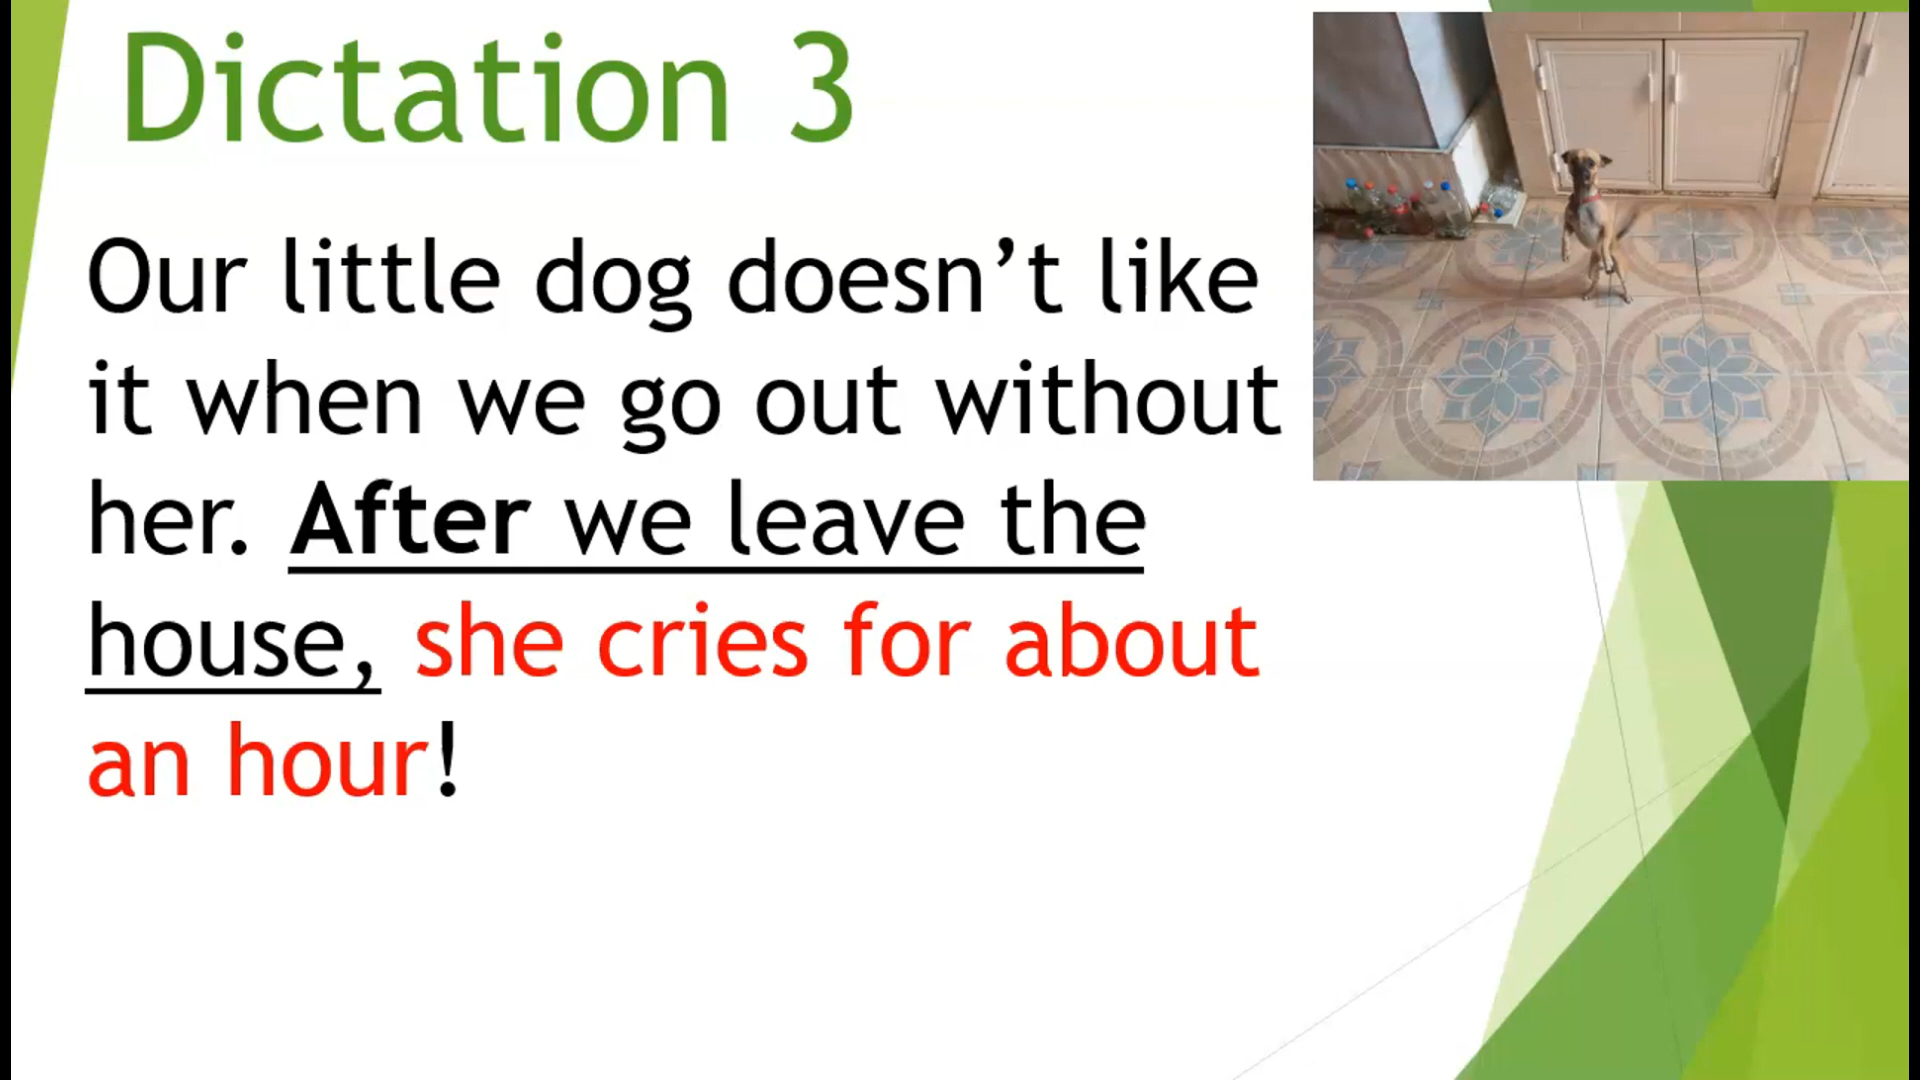 Dictation 3
Our little dog doesn’t like
it when we go out without
her. After we leave the
house, she cries for about
an hour!